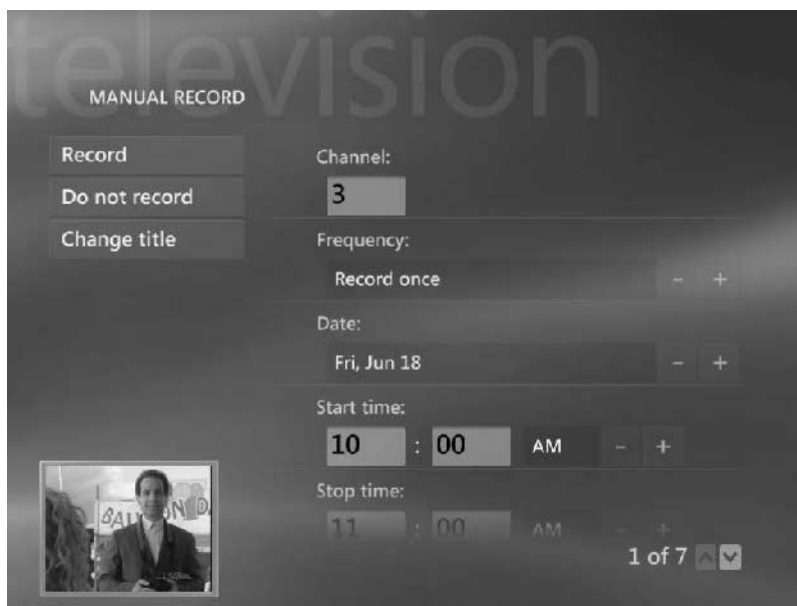 television
MANUAL RECORD
Record
Do not record
Change title
Channel:
3
Frequency:
Record once - +
Date:
Fri, Jun 18 - +
Start time:
10 : 00 AM - +
Stop time:
11 : 00 AM - +
1 of 7